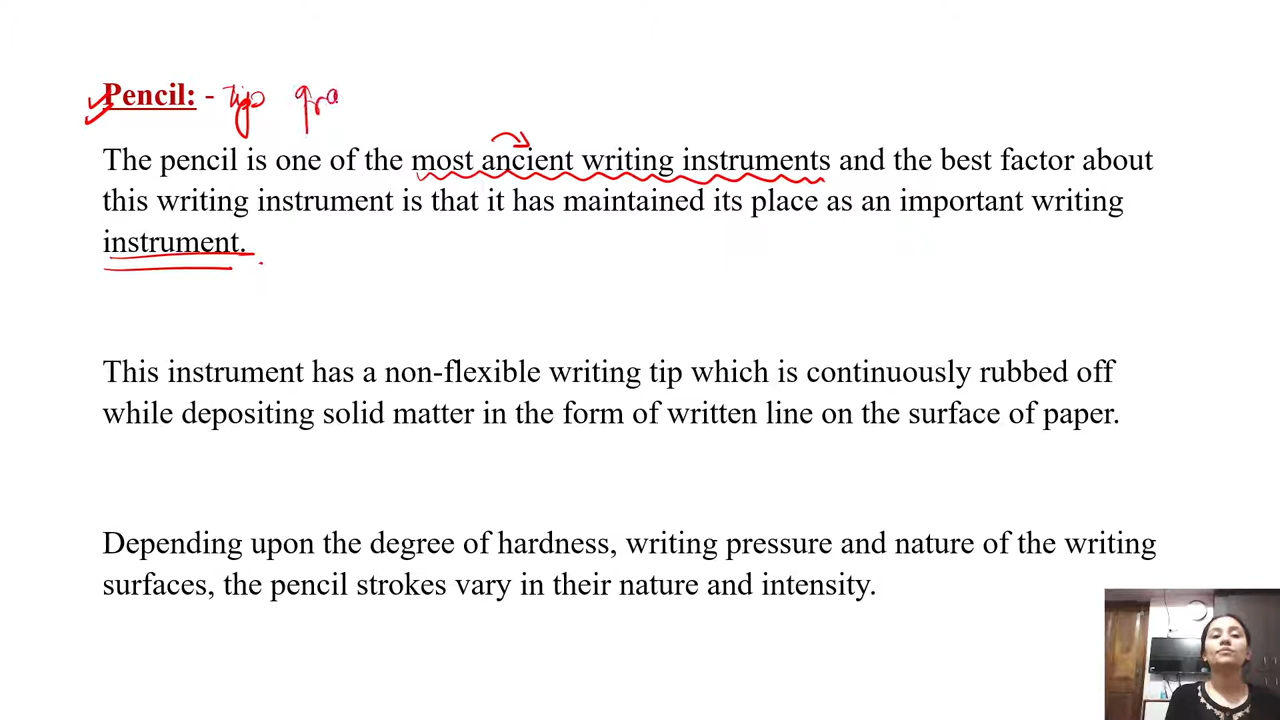 Pencil: - tip gra
The pencil is one of the most ancient writing instruments and the best factor about
this writing instrument is that it has maintained its place as an important writing
instrument.
This instrument has a non-flexible writing tip which is continuously rubbed off
while depositing solid matter in the form of written line on the surface of paper.
Depending upon the degree of hardness, writing pressure and nature of the writing
surfaces, the pencil strokes vary in their nature and intensity.